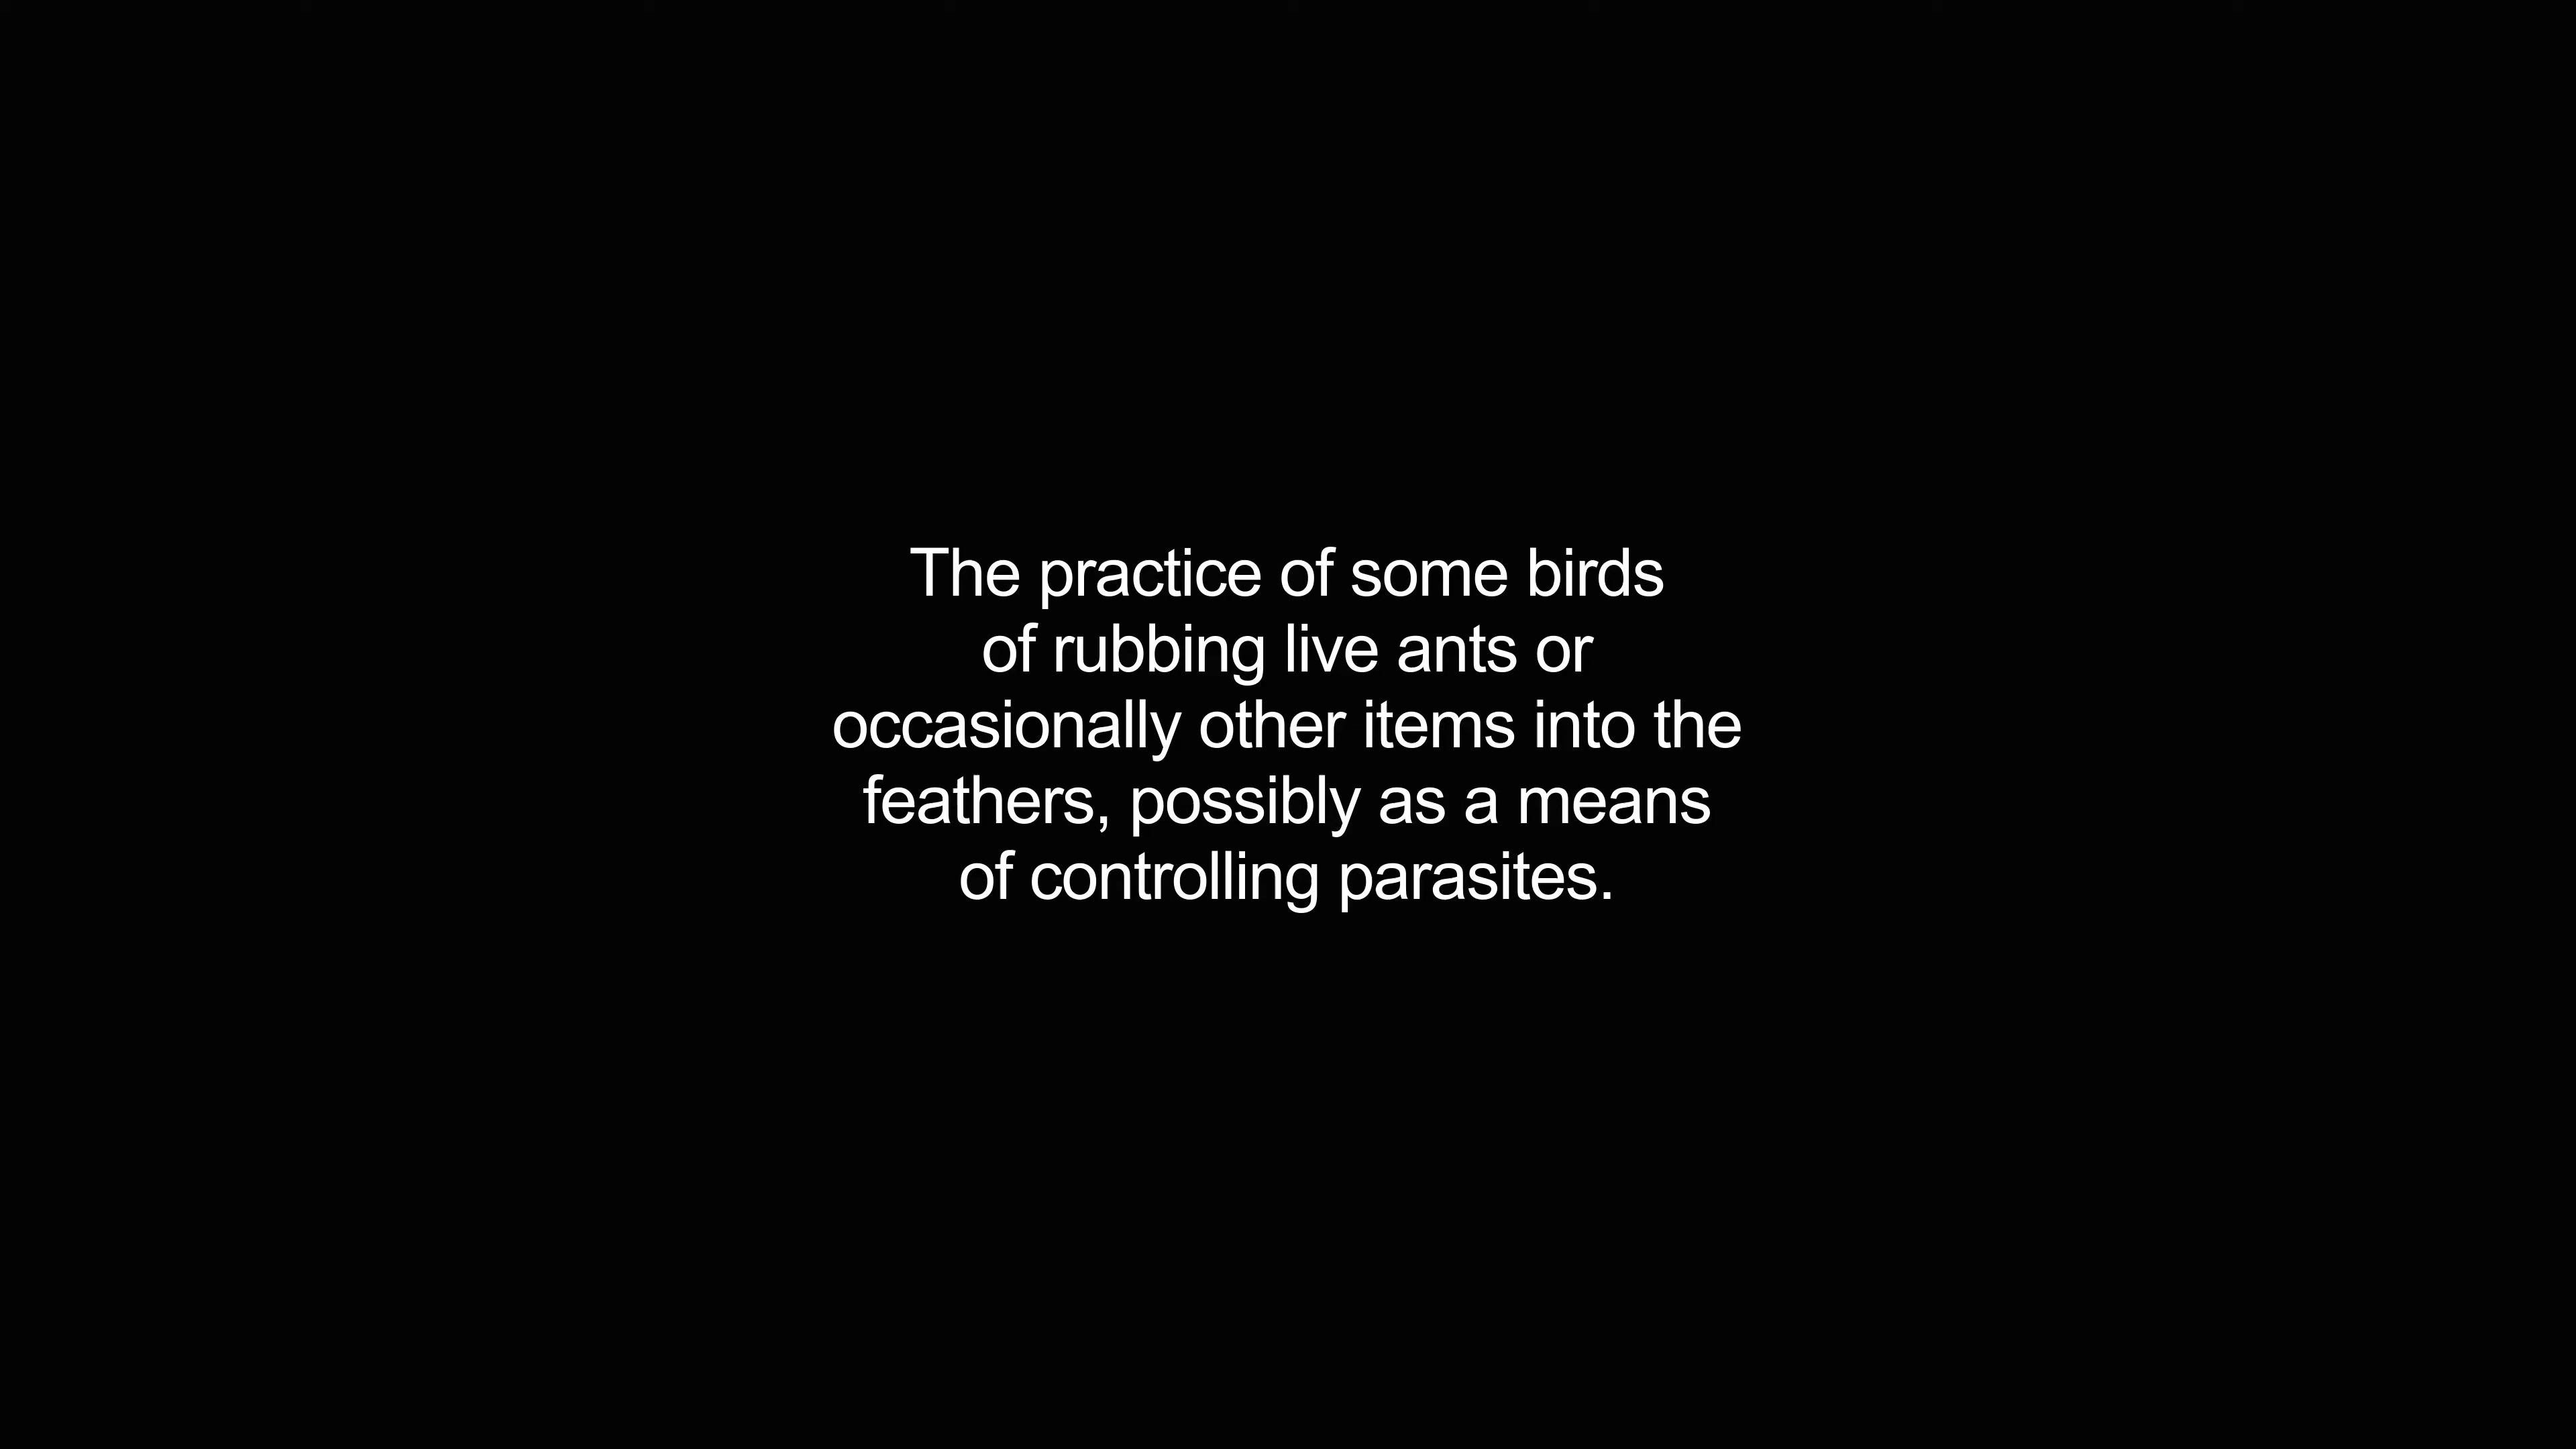 The practice of some birds
of rubbing live ants or
occasionally other items into the
feathers, possibly as a means
of controlling parasites.